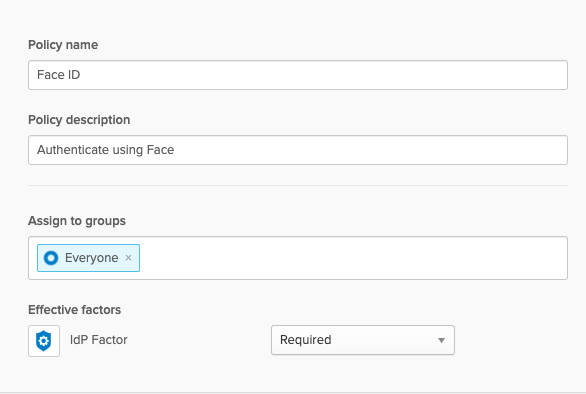 Policy name
Face ID
Policy description
Authenticate using Face
Assign to groups
Everyone ×
Effective factors
IdP Factor Required